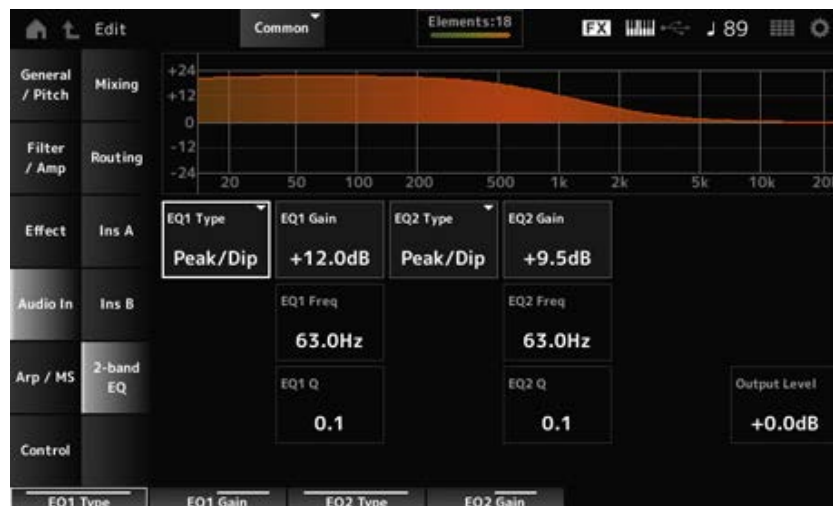 Edit
Common
Elements:18
FX
♩ 89
General / Pitch
Mixing
Filter / Amp
Routing
Effect
Ins A
Audio In
Ins B
Arp / MS
2-band EQ
Control
+24
+12
0
-12
-24
20 50 100 200 500 1k 2k 5k 10k 20
EQ1 Type
EQ1 Gain
EQ2 Type
EQ2 Gain
Peak/Dip
+12.0dB
Peak/Dip
+9.5dB
EQ1 Freq
EQ2 Freq
63.0Hz
63.0Hz
EQ1 Q
EQ2 Q
Output Level
0.1
0.1
+0.0dB
EQ1 Type
EQ1 Gain
EQ2 Type
EQ2 Gain